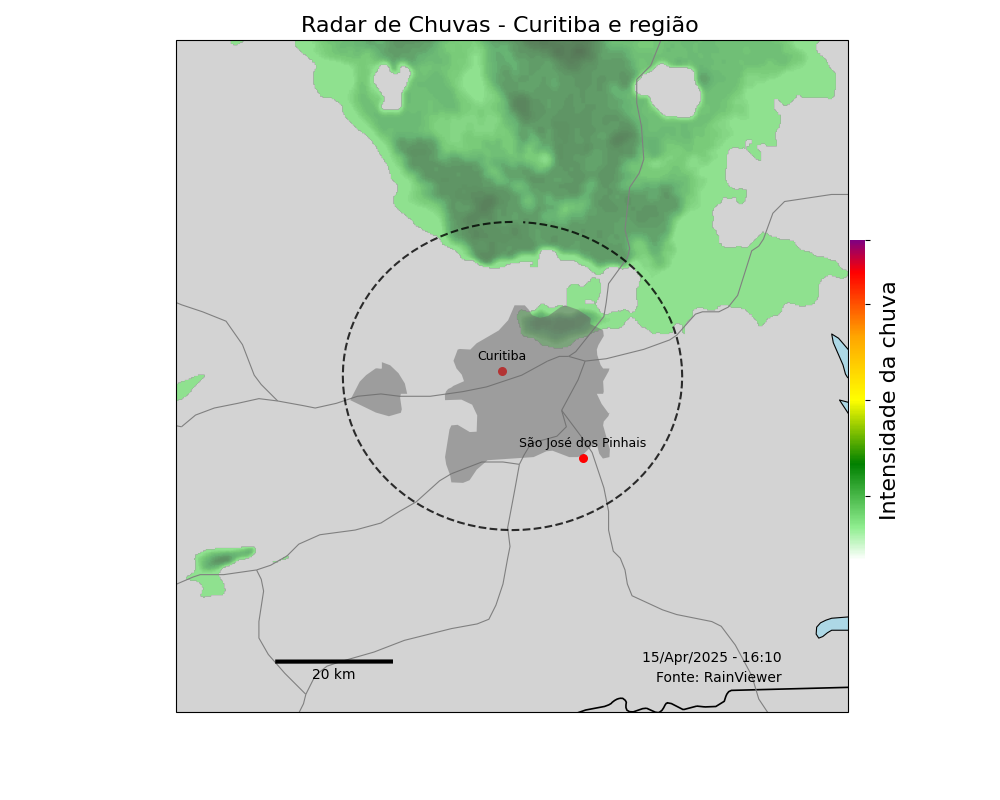 Radar de Chuvas - Curitiba e região
Curitiba
São José dos Pinhais
Intensidade da chuva
20 km
15/Apr/2025 - 16:10
Fonte: RainViewer